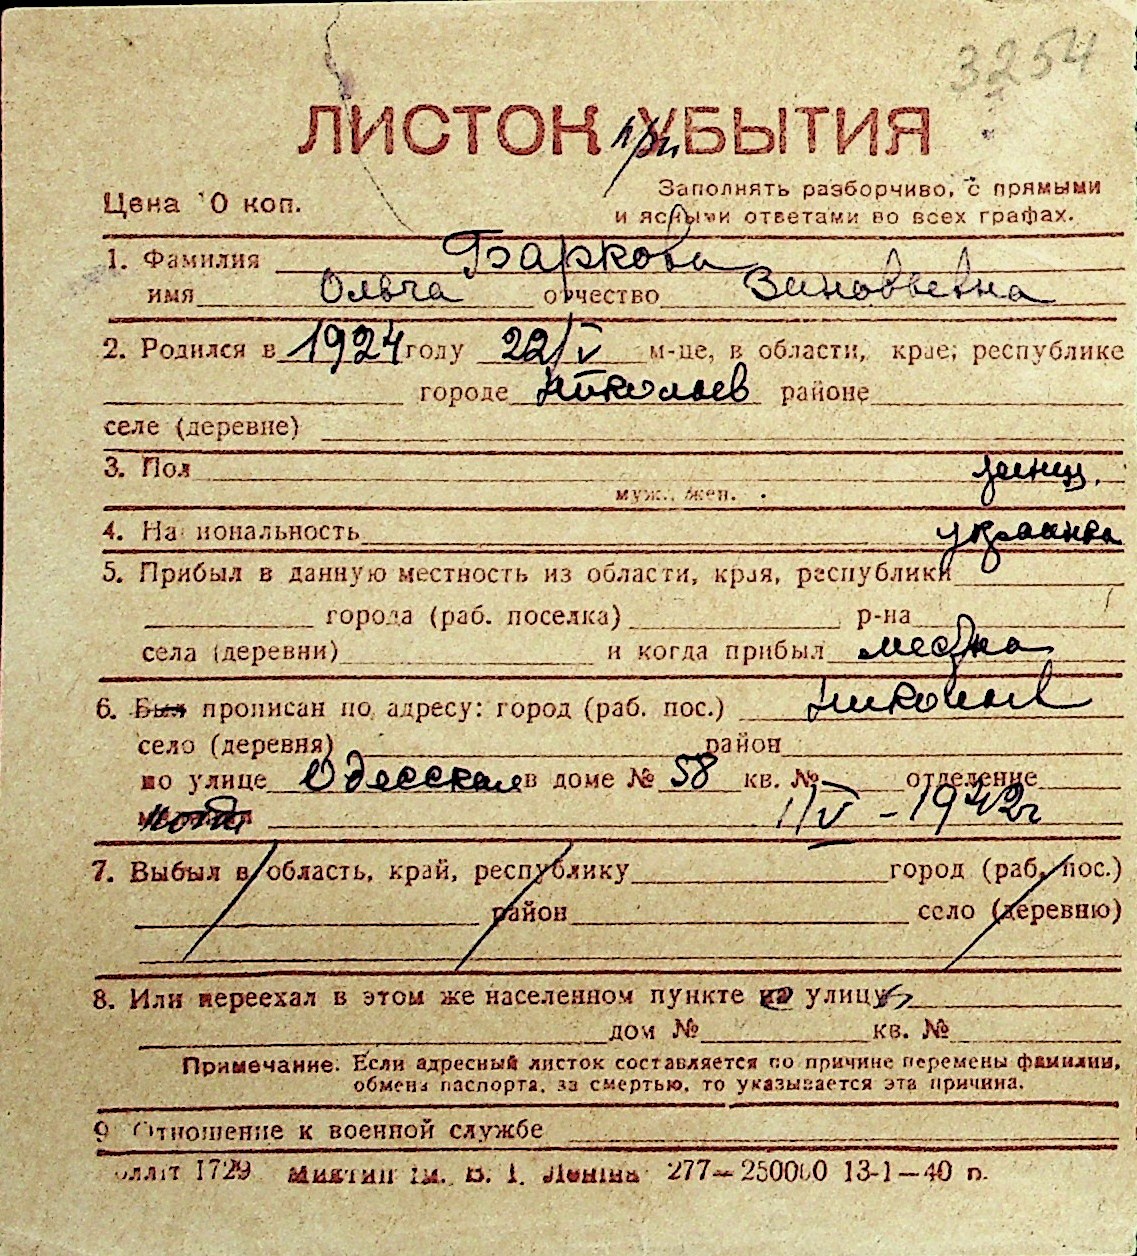 3254
ЛИСТОК при УБЫТИЯ
Цена 10 коп.
Заполнять разборчиво, с прямыми
и ясными ответами во всех графах.
1. Фамилия Баркова
имя Ольга отчество Зиновьевна
2. Родился в 1924 году 22/V м-це, в области, крае, республике
городе Николаев районе
селе (деревне)
3. Пол женщ.
муж., жен.
4. Национальность украинка
5. Прибыл в данную местность из области, края, республики
города (раб. поселка) р-на
села (деревни) и когда прибыл местная
6. Был прописан по адресу: город (раб. пос.) Николаев
село (деревня) район
по улице Одесская в доме № 58 кв. № отделение
1/V - 1942г
7. Выбыл в область, край, республику город (раб. пос.)
район село (деревню)
8. Или переехал в этом же населенном пункте на улицу
дом № кв. №
Примечание: Если адресный листок составляется по причине перемены фамилии,
обмена паспорта, за смертью, то указывается эта причина.
9 Отношение к военной службе
1729 ім. В. І. Леніна 277—250000 13-1—40 р.